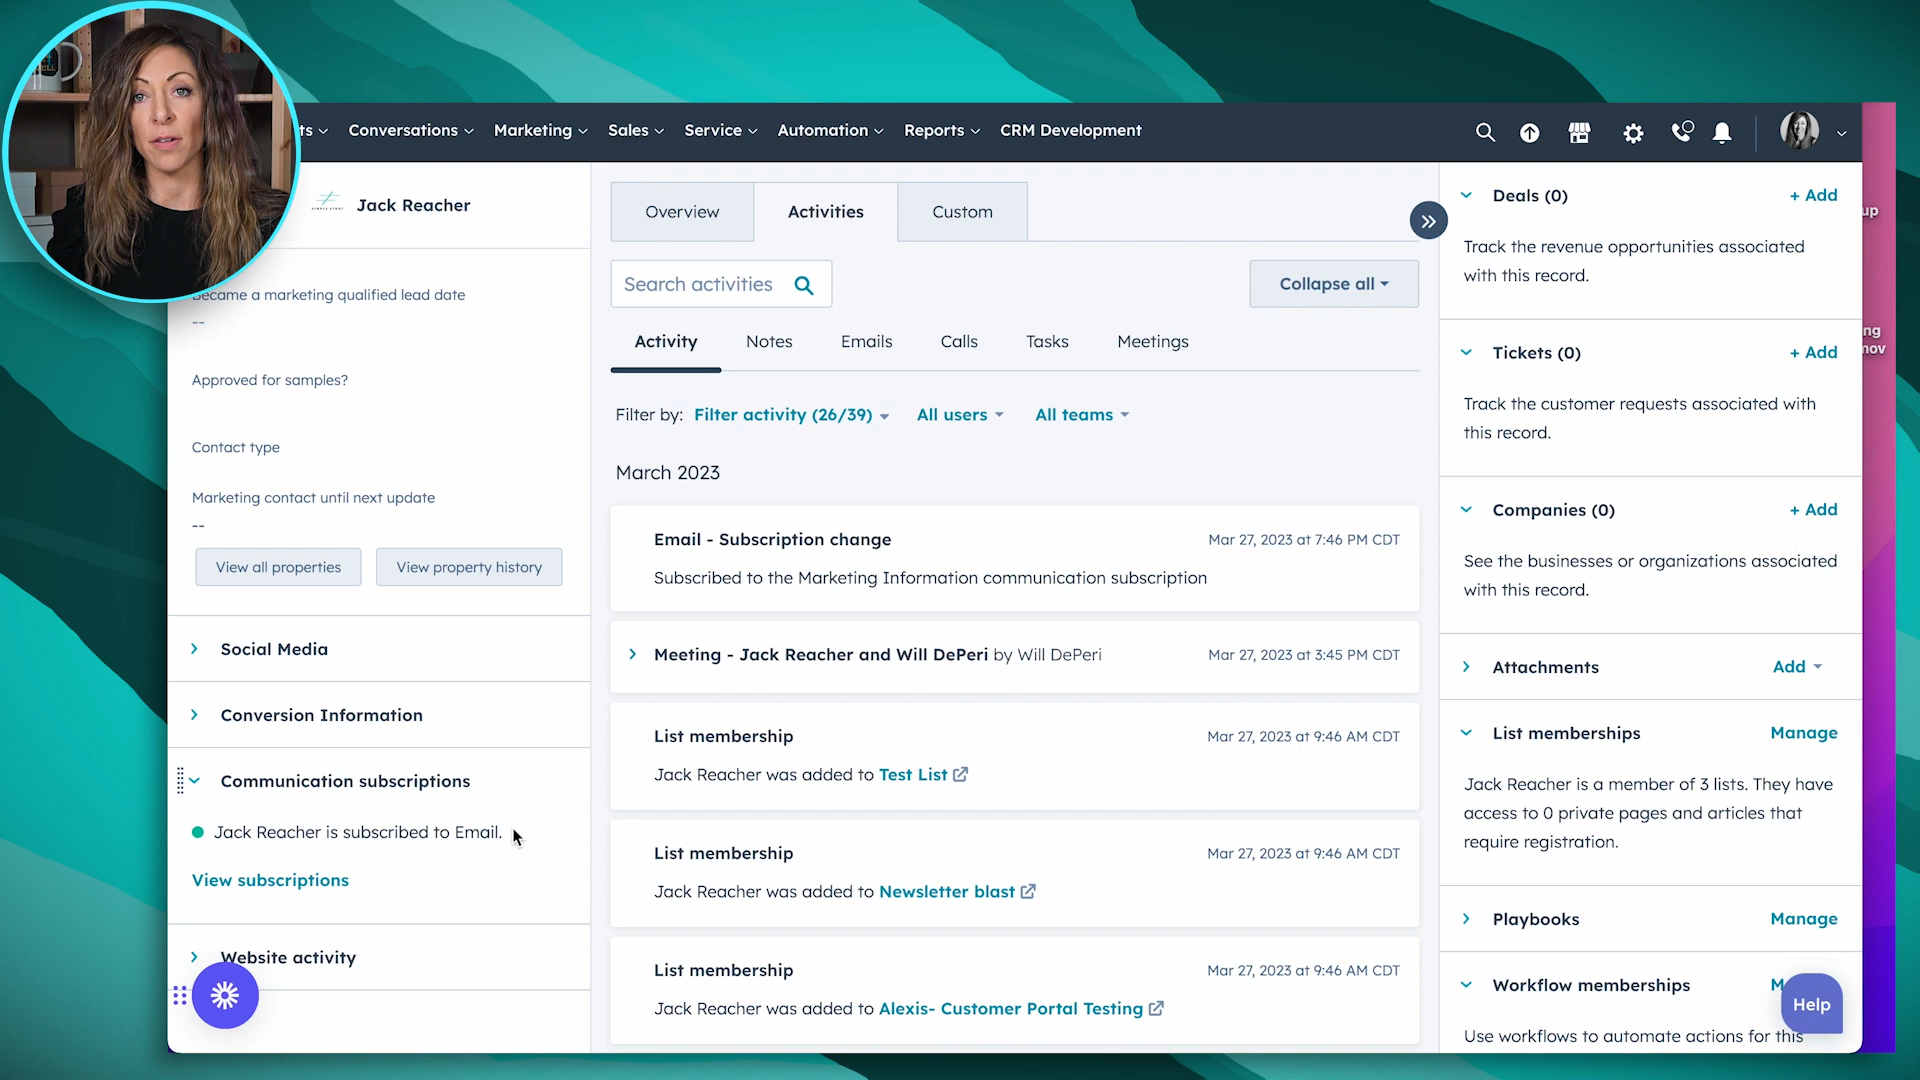 ts
Conversations
Marketing
Sales
Service
Automation
Reports
CRM Development
Jack Reacher
Became a marketing qualified lead date
--
Approved for samples?
Contact type
Marketing contact until next update
--
View all properties
View property history
Social Media
Conversion Information
Communication subscriptions
Jack Reacher is subscribed to Email.
View subscriptions
Website activity
Overview
Activities
Custom
Search activities
Collapse all
Activity
Notes
Emails
Calls
Tasks
Meetings
Filter by: Filter activity (26/39) All users All teams
March 2023
Email - Subscription change
Mar 27, 2023 at 7:46 PM CDT
Subscribed to the Marketing Information communication subscription
Meeting - Jack Reacher and Will DePeri by Will DePeri
Mar 27, 2023 at 3:45 PM CDT
List membership
Mar 27, 2023 at 9:46 AM CDT
Jack Reacher was added to Test List
List membership
Mar 27, 2023 at 9:46 AM CDT
Jack Reacher was added to Newsletter blast
List membership
Mar 27, 2023 at 9:46 AM CDT
Jack Reacher was added to Alexis- Customer Portal Testing
Deals (0)
+ Add
Track the revenue opportunities associated
with this record.
Tickets (0)
+ Add
Track the customer requests associated with
this record.
Companies (0)
+ Add
See the businesses or organizations associated
with this record.
Attachments
Add
List memberships
Manage
Jack Reacher is a member of 3 lists. They have
access to 0 private pages and articles that
require registration.
Playbooks
Manage
Workflow memberships
M
Use workflows to automate actions for this
Help
up
ng
nov